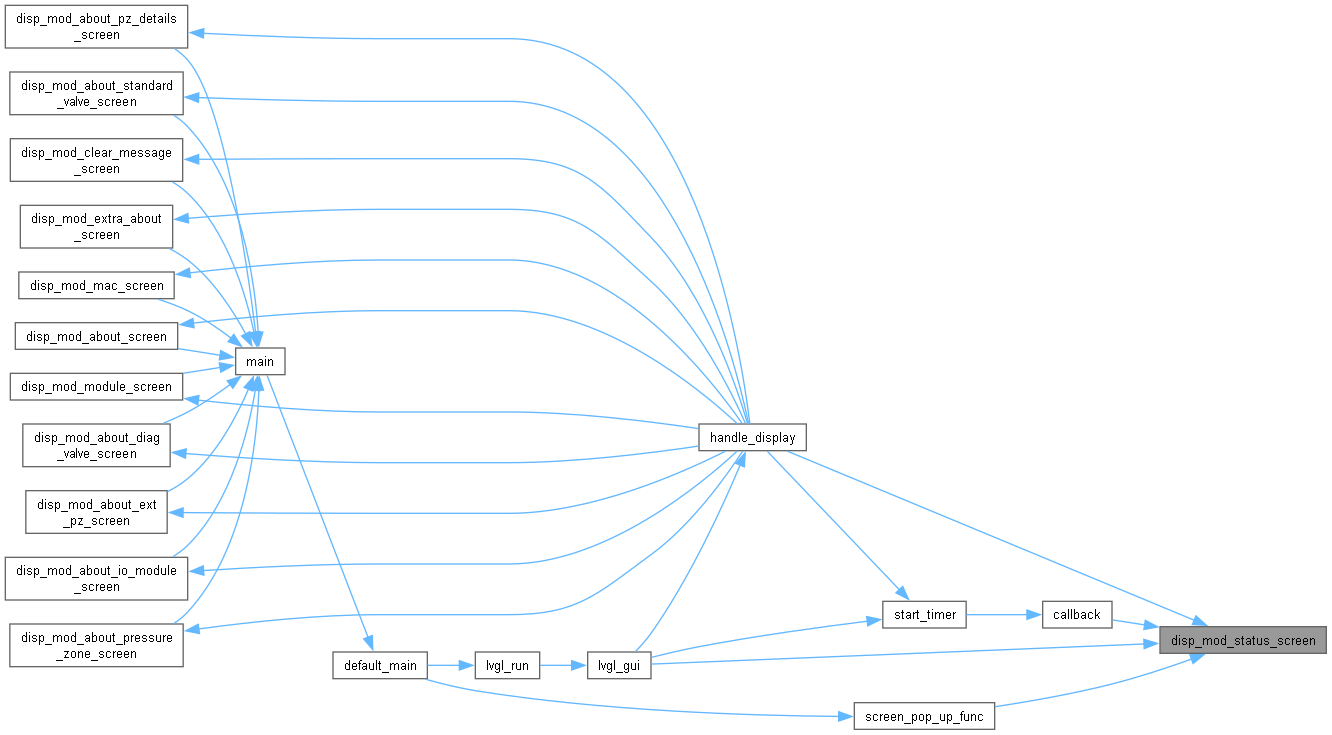 disp_mod_about_pz_details
_screen
disp_mod_about_standard
_valve_screen
disp_mod_clear_message
_screen
disp_mod_extra_about
_screen
disp_mod_mac_screen
disp_mod_about_screen
main
disp_mod_module_screen
disp_mod_about_diag
_valve_screen
handle_display
disp_mod_about_ext
_pz_screen
disp_mod_about_io_module
_screen
disp_mod_about_pressure
_zone_screen
start_timer
callback
disp_mod_status_screen
default_main
lvgl_run
lvgl_gui
screen_pop_up_func